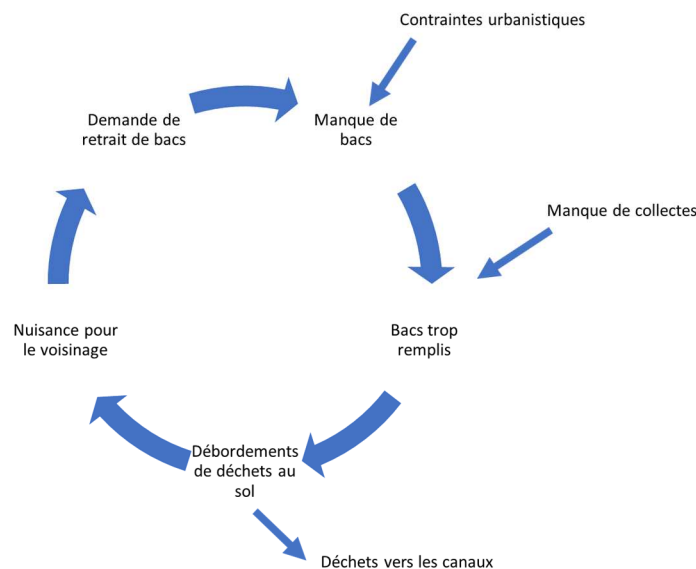 Contraintes urbanistiques
Demande de
retrait de bacs
Manque de
bacs
Manque de collectes
Nuisance pour
le voisinage
Bacs trop
remplis
Débordements
de déchets au
sol
Déchets vers les canaux